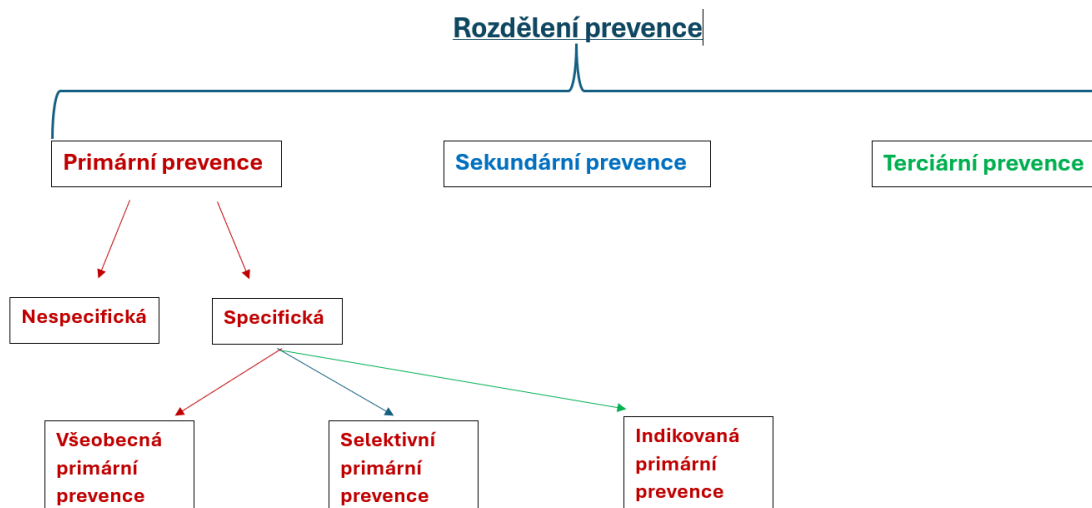 Rozdělení prevence
Primární prevence
Sekundární prevence
Terciární prevence
Nespecifická
Specifická
Všeobecná
primární
prevence
Selektivní
primární
prevence
Indikovaná
primární
prevence